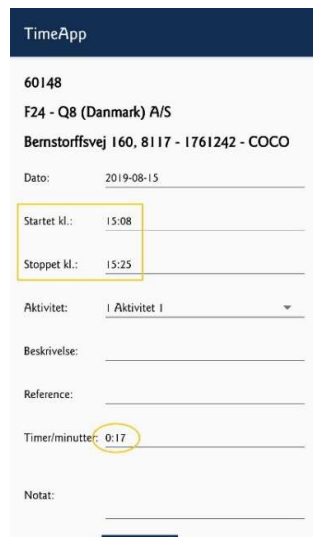 TimeApp
60148
F24 - Q8 (Danmark) A/S
Bernstorffsvej 160, 8117 - 1761242 - COCO
Dato: 2019-08-15
Startet kl.: 15:08
Stoppet kl.: 15:25
Aktivitet: 1 Aktivitet 1
Beskrivelse:
Reference:
Timer/minutter: 0:17
Notat: